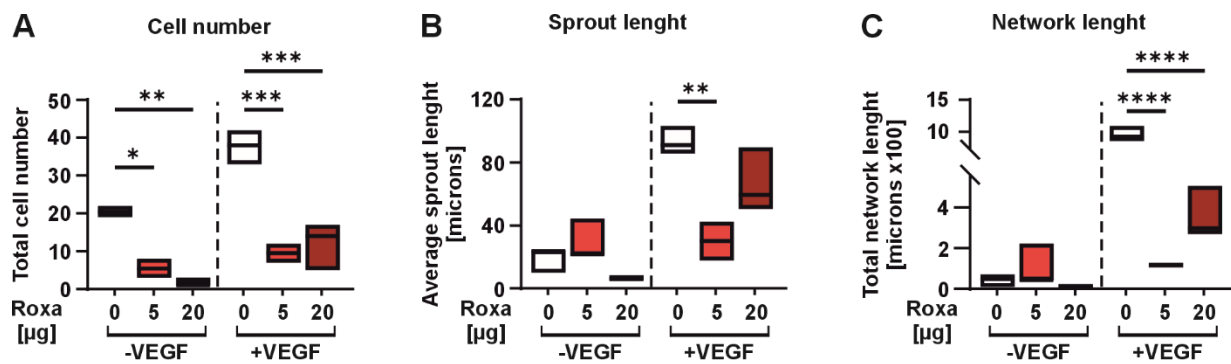 A
Cell number
***
**
***
*
50
40
30
20
10
0
Total cell number
Roxa
[µg]
0 5 20 0 5 20
-VEGF +VEGF
B
Sprout lenght
**
120
80
40
0
Average sprout lenght
[microns]
0 5 20 0 5 20
-VEGF +VEGF
C
Network lenght
****
****
15
10
4
2
0
Total network lenght
[microns x100]
Roxa
[µg]
0 5 20 0 5 20
-VEGF +VEGF